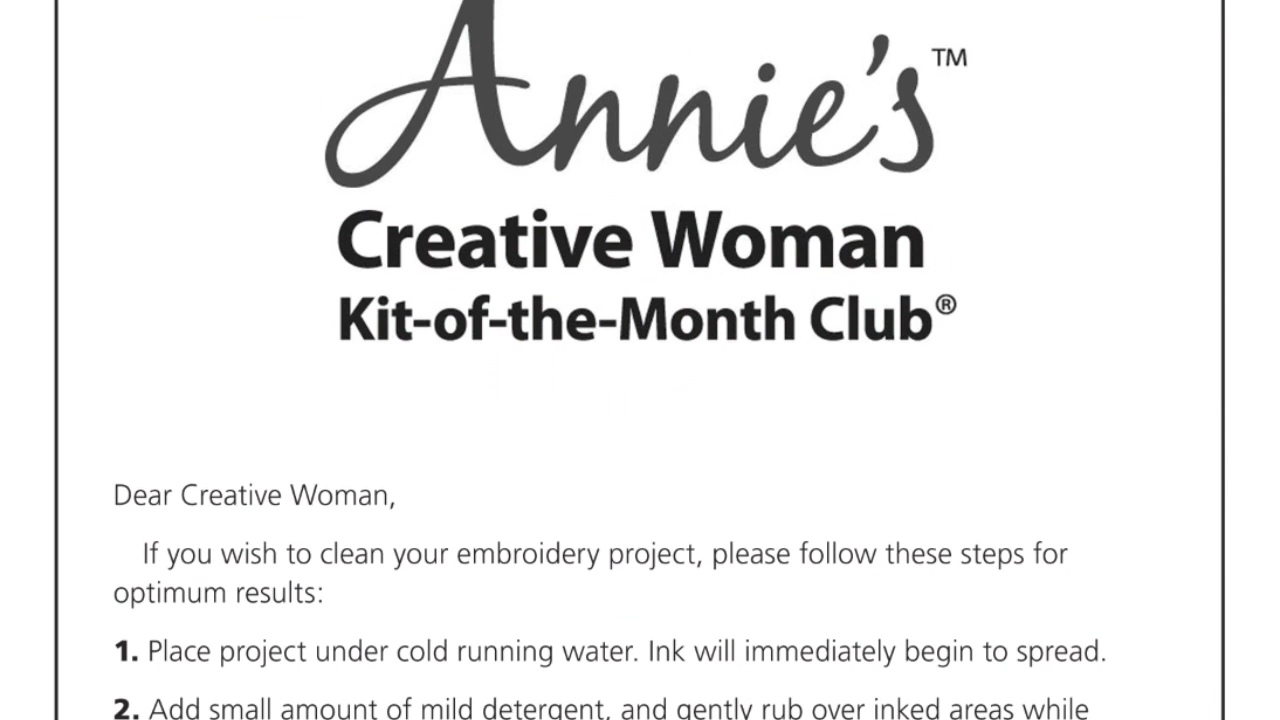 Annie's™
Creative Woman
Kit-of-the-Month Club®
Dear Creative Woman,
If you wish to clean your embroidery project, please follow these steps for
optimum results:
1. Place project under cold running water. Ink will immediately begin to spread.
2. Add small amount of mild detergent, and gently rub over inked areas while